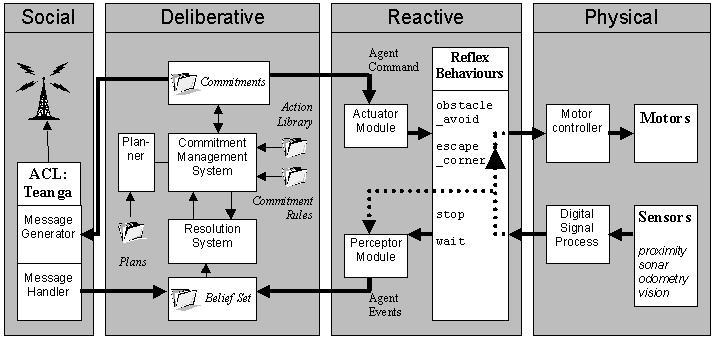 Social
Deliberative
Reactive
Physical
ACL:
Teanga
Message
Generator
Message
Handler
Commitments
Action
Library
Plan-
ner
Commitment
Management
System
Commitment
Rules
Plans
Resolution
System
Belief Set
Agent
Command
Actuator
Module
Perceptor
Module
Agent
Events
Reflex
Behaviours
obstacle
_avoid
escape
_corner
stop
wait
Motor
controller
Motors
Digital
Signal
Process
Sensors
proximity
sonar
odometry
vision